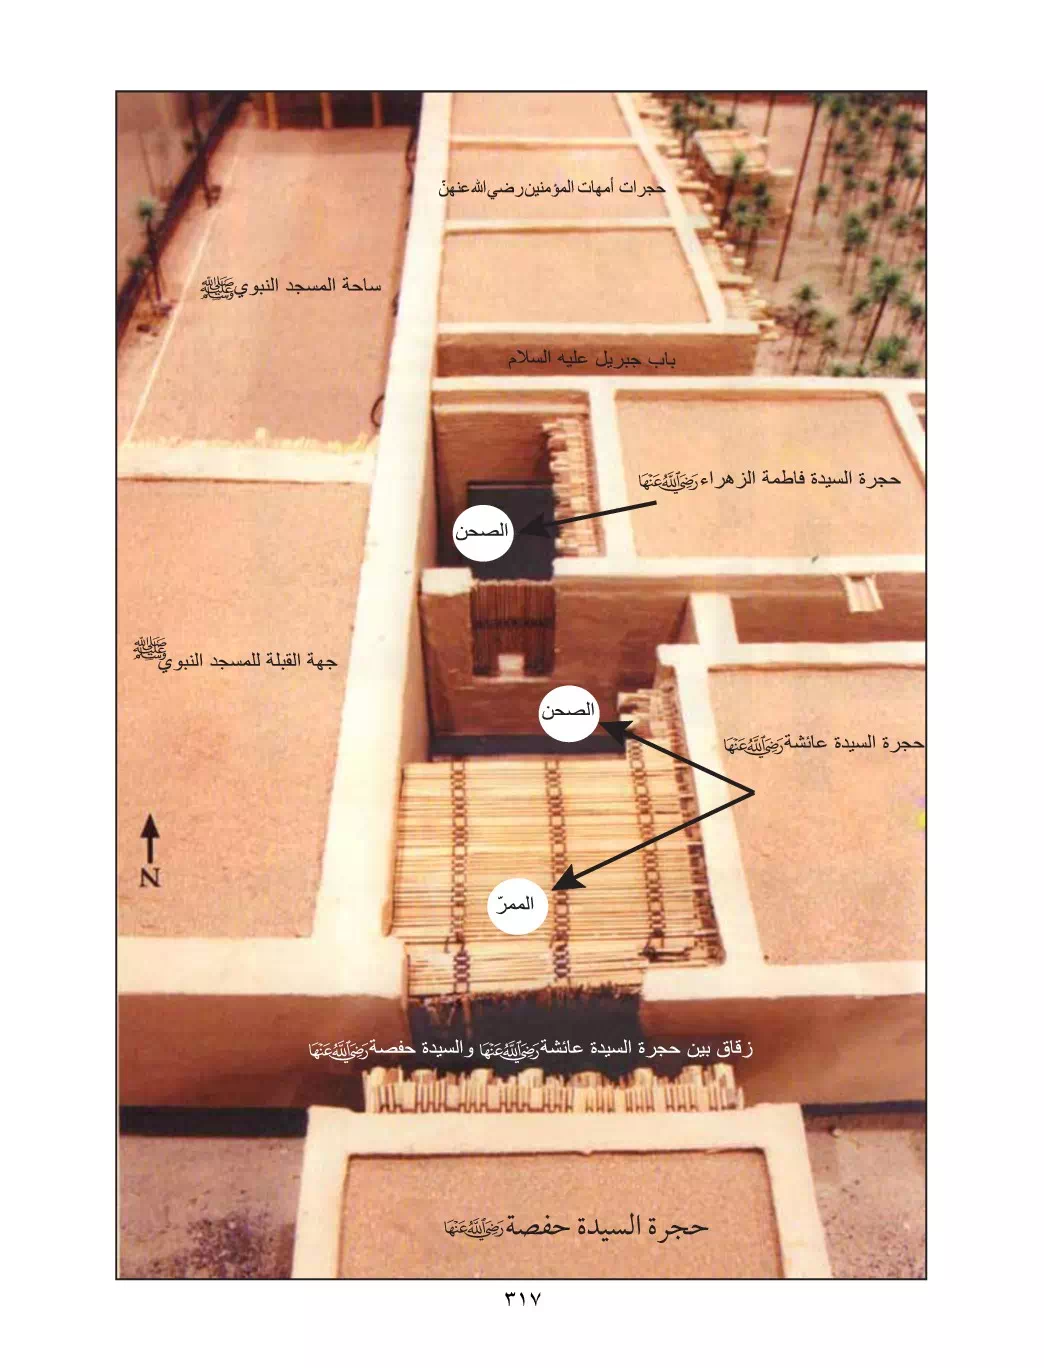 حجرات أمهات المؤمنين رضي الله عنهنّ
ساحة المسجد النبوي ﷺ
باب جبريل عليه السلام
حجرة السيدة فاطمة الزهراء رضي الله عنها
الصحن
جهة القبلة للمسجد النبوي ﷺ
الصحن
حجرة السيدة عائشة رضي الله عنها
N
الممرّ
زقاق بين حجرة السيدة عائشة رضي الله عنها والسيدة حفصة رضي الله عنها
حجرة السيدة حفصة رضي الله عنها
٣١٧